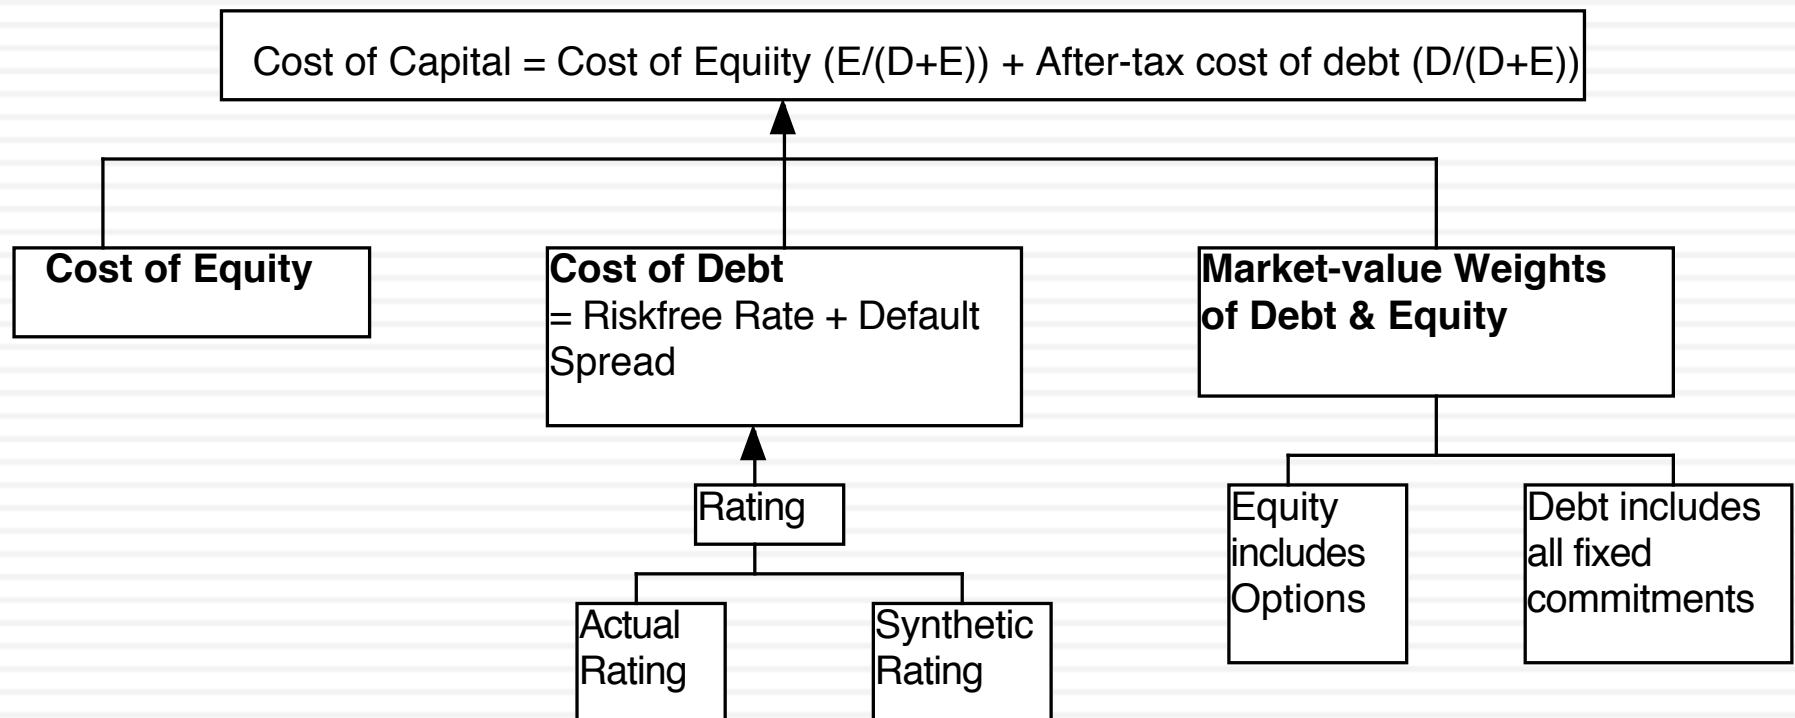 Cost of Capital = Cost of Equiity (E/(D+E)) + After-tax cost of debt (D/(D+E))
Cost of Equity
Cost of Debt
= Riskfree Rate + Default
Spread
Market-value Weights
of Debt & Equity
Rating
Actual
Rating
Synthetic
Rating
Equity
includes
Options
Debt includes
all fixed
commitments